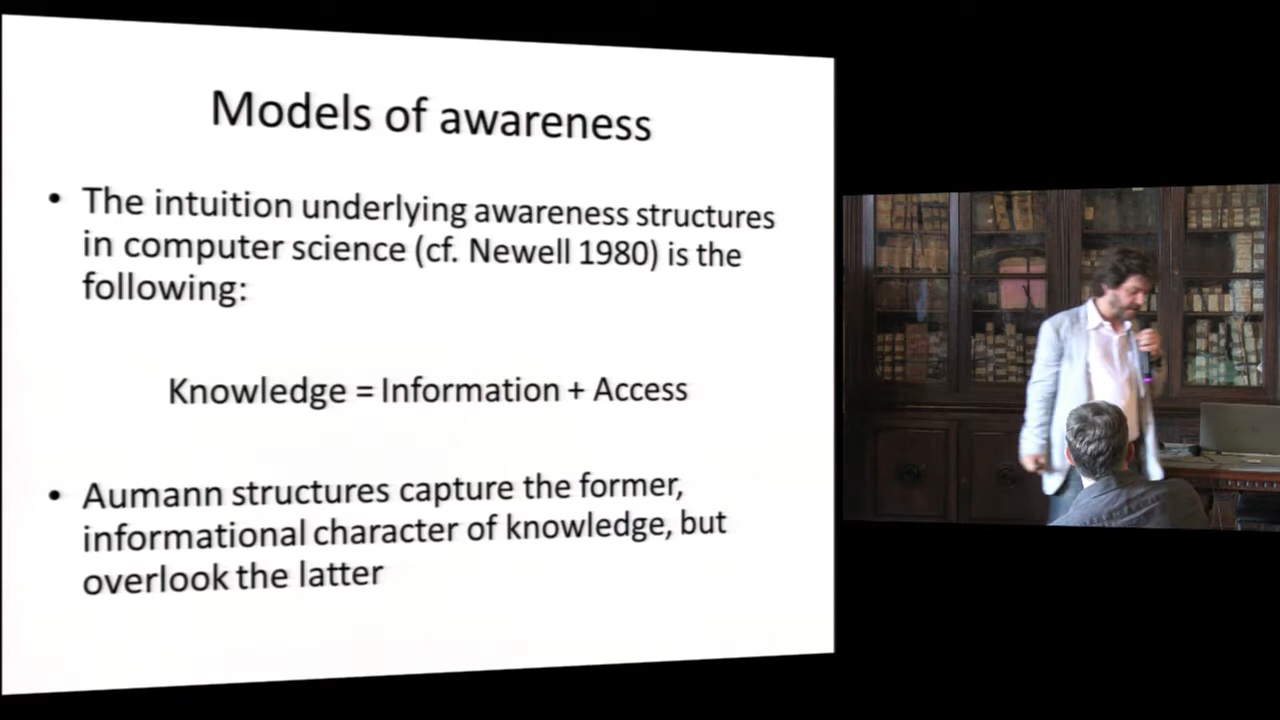 Models of awareness
• The intuition underlying awareness structures
in computer science (cf. Newell 1980) is the
following:
Knowledge = Information + Access
• Aumann structures capture the former,
informational character of knowledge, but
overlook the latter